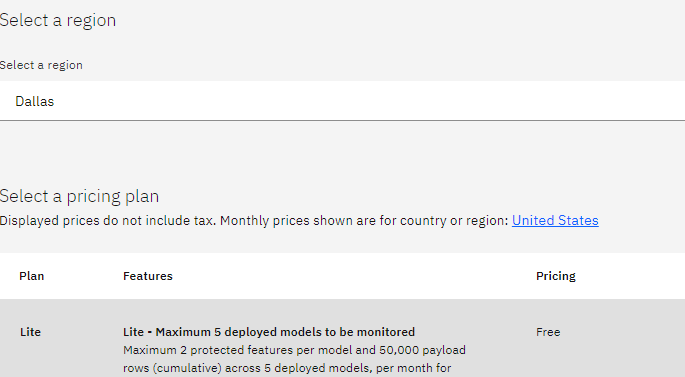 Select a region
Select a region
Dallas
Select a pricing plan
Displayed prices do not include tax. Monthly prices shown are for country or region: United States
Plan Features Pricing
Lite Lite - Maximum 5 deployed models to be monitored Free
Maximum 2 protected features per model and 50,000 payload
rows (cumulative) across 5 deployed models, per month for